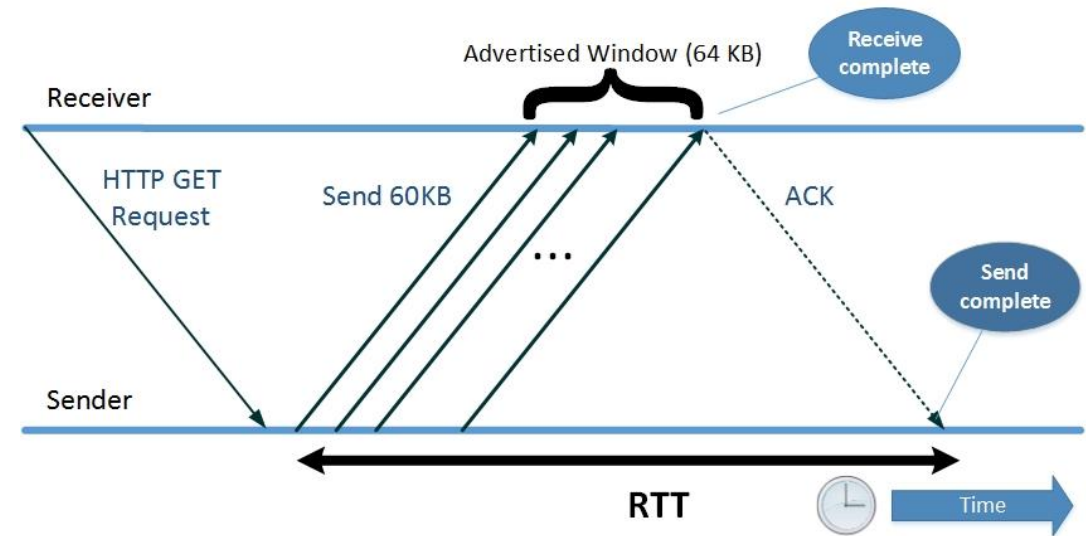 Receive
complete
Advertised Window (64 KB)
Receiver
HTTP GET
Request
Send 60KB
ACK
...
Send
complete
Sender
RTT
Time